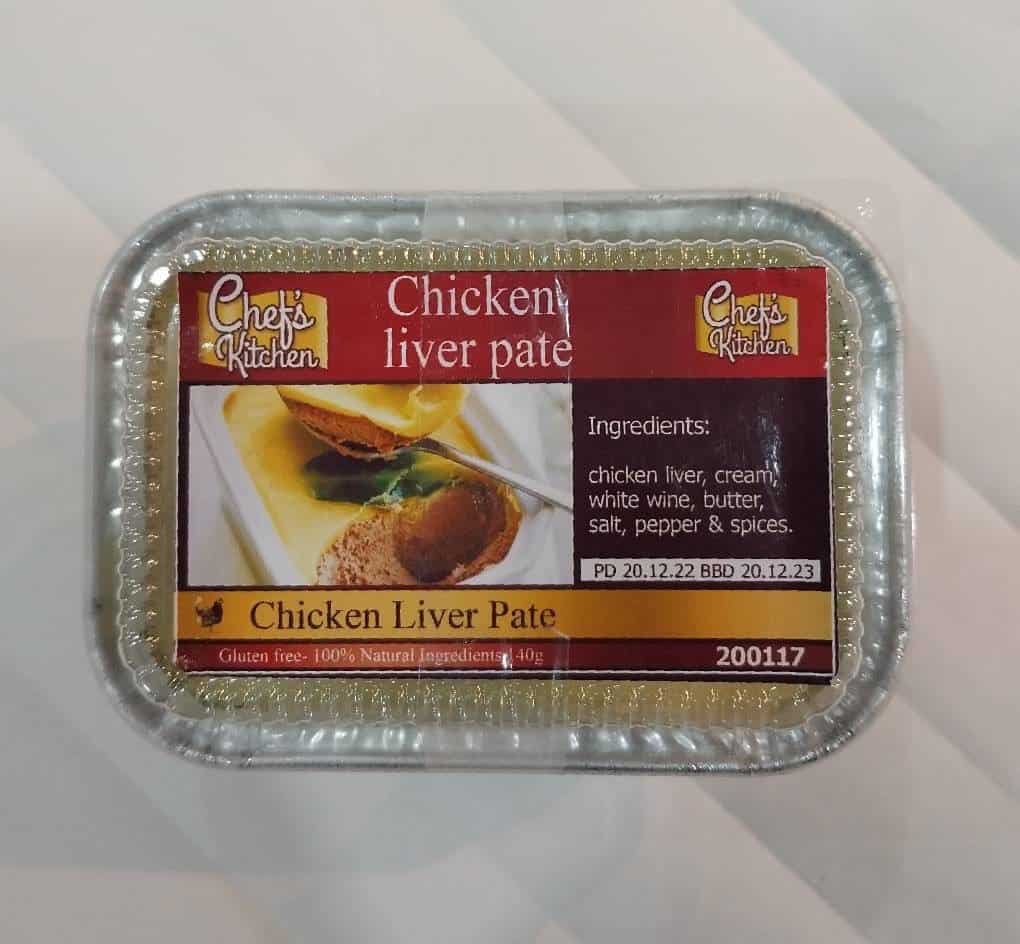 Chef's
Kitchen
Chicken
liver pate
Chef's
Kitchen
Ingredients:
chicken liver, cream,
white wine, butter,
salt, pepper & spices.
PD 20.12.22 BBD 20.12.23
Chicken Liver Pate
Gluten free- 100% Natural Ingredients 40g
200117